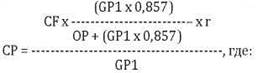 (GP1 x 0,857)
CF x ------------------------------ x r
OP + (GP1 x 0,857)
CP = ------------------------------------------------, где:
GP1